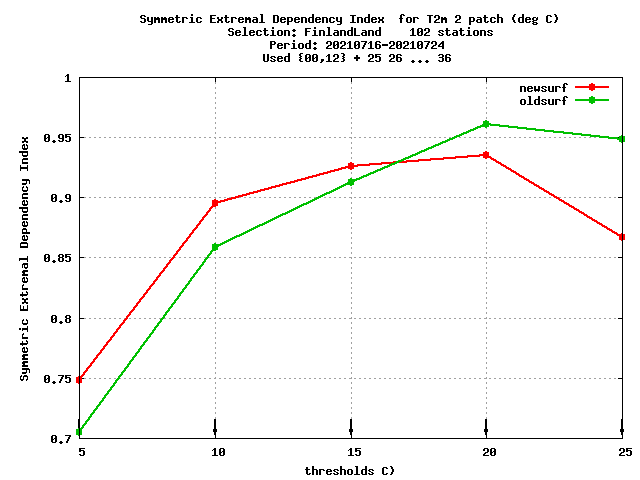 Symmetric Extremal Dependency Index  for T2m 2 patch (deg C)
Selection: FinlandLand    102 stations
Period: 20210716-20210724
Used {00,12} + 25 26 ... 36
newsurf
oldsurf
Symmetric Extremal Dependency Index
1
0.95
0.9
0.85
0.8
0.75
0.7
5 10 15 20 25
thresholds C)